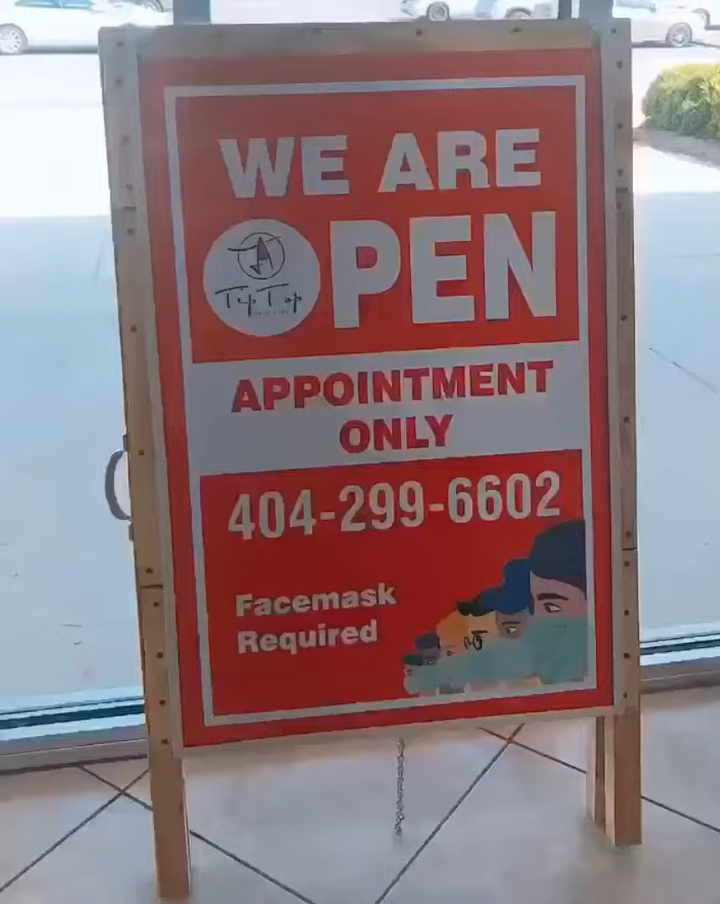 WE ARE
OPEN
Tip Top
APPOINTMENT
ONLY
404-299-6602
Facemask
Required